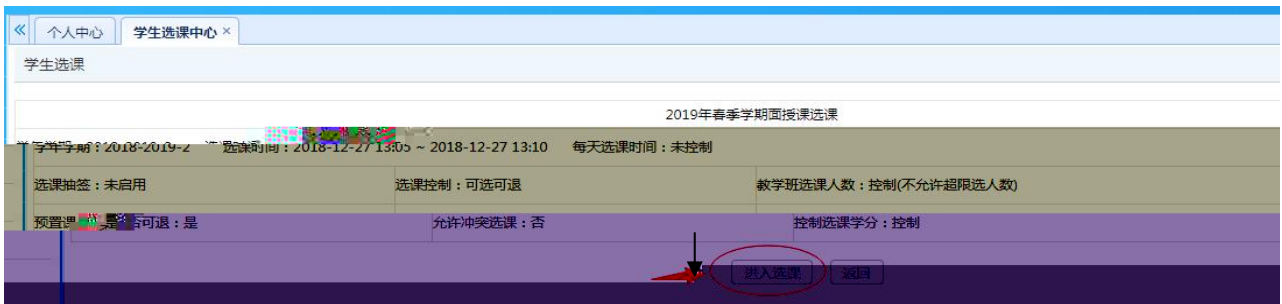 个人中心 学生选课中心 ×
学生选课
2019年春季学期面授课选课
学年学期：2018-2019-2 选课时间：2018-12-27 13:05 ~ 2018-12-27 13:10 每天选课时间：未控制
选课抽签：未启用 选课控制：可选可退 教学班选课人数：控制(不允许超限选人数)
预置课 是否可退：是 允许冲突选课：否 控制选课学分：控制
进入选课 返回